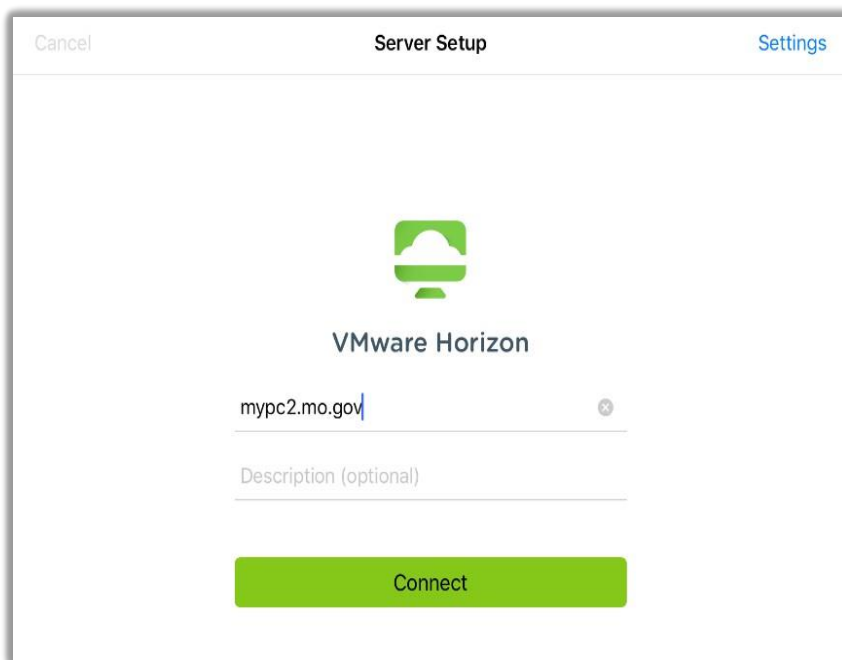 Cancel Server Setup Settings
VMware Horizon
mypc2.mo.gov
Description (optional)
Connect